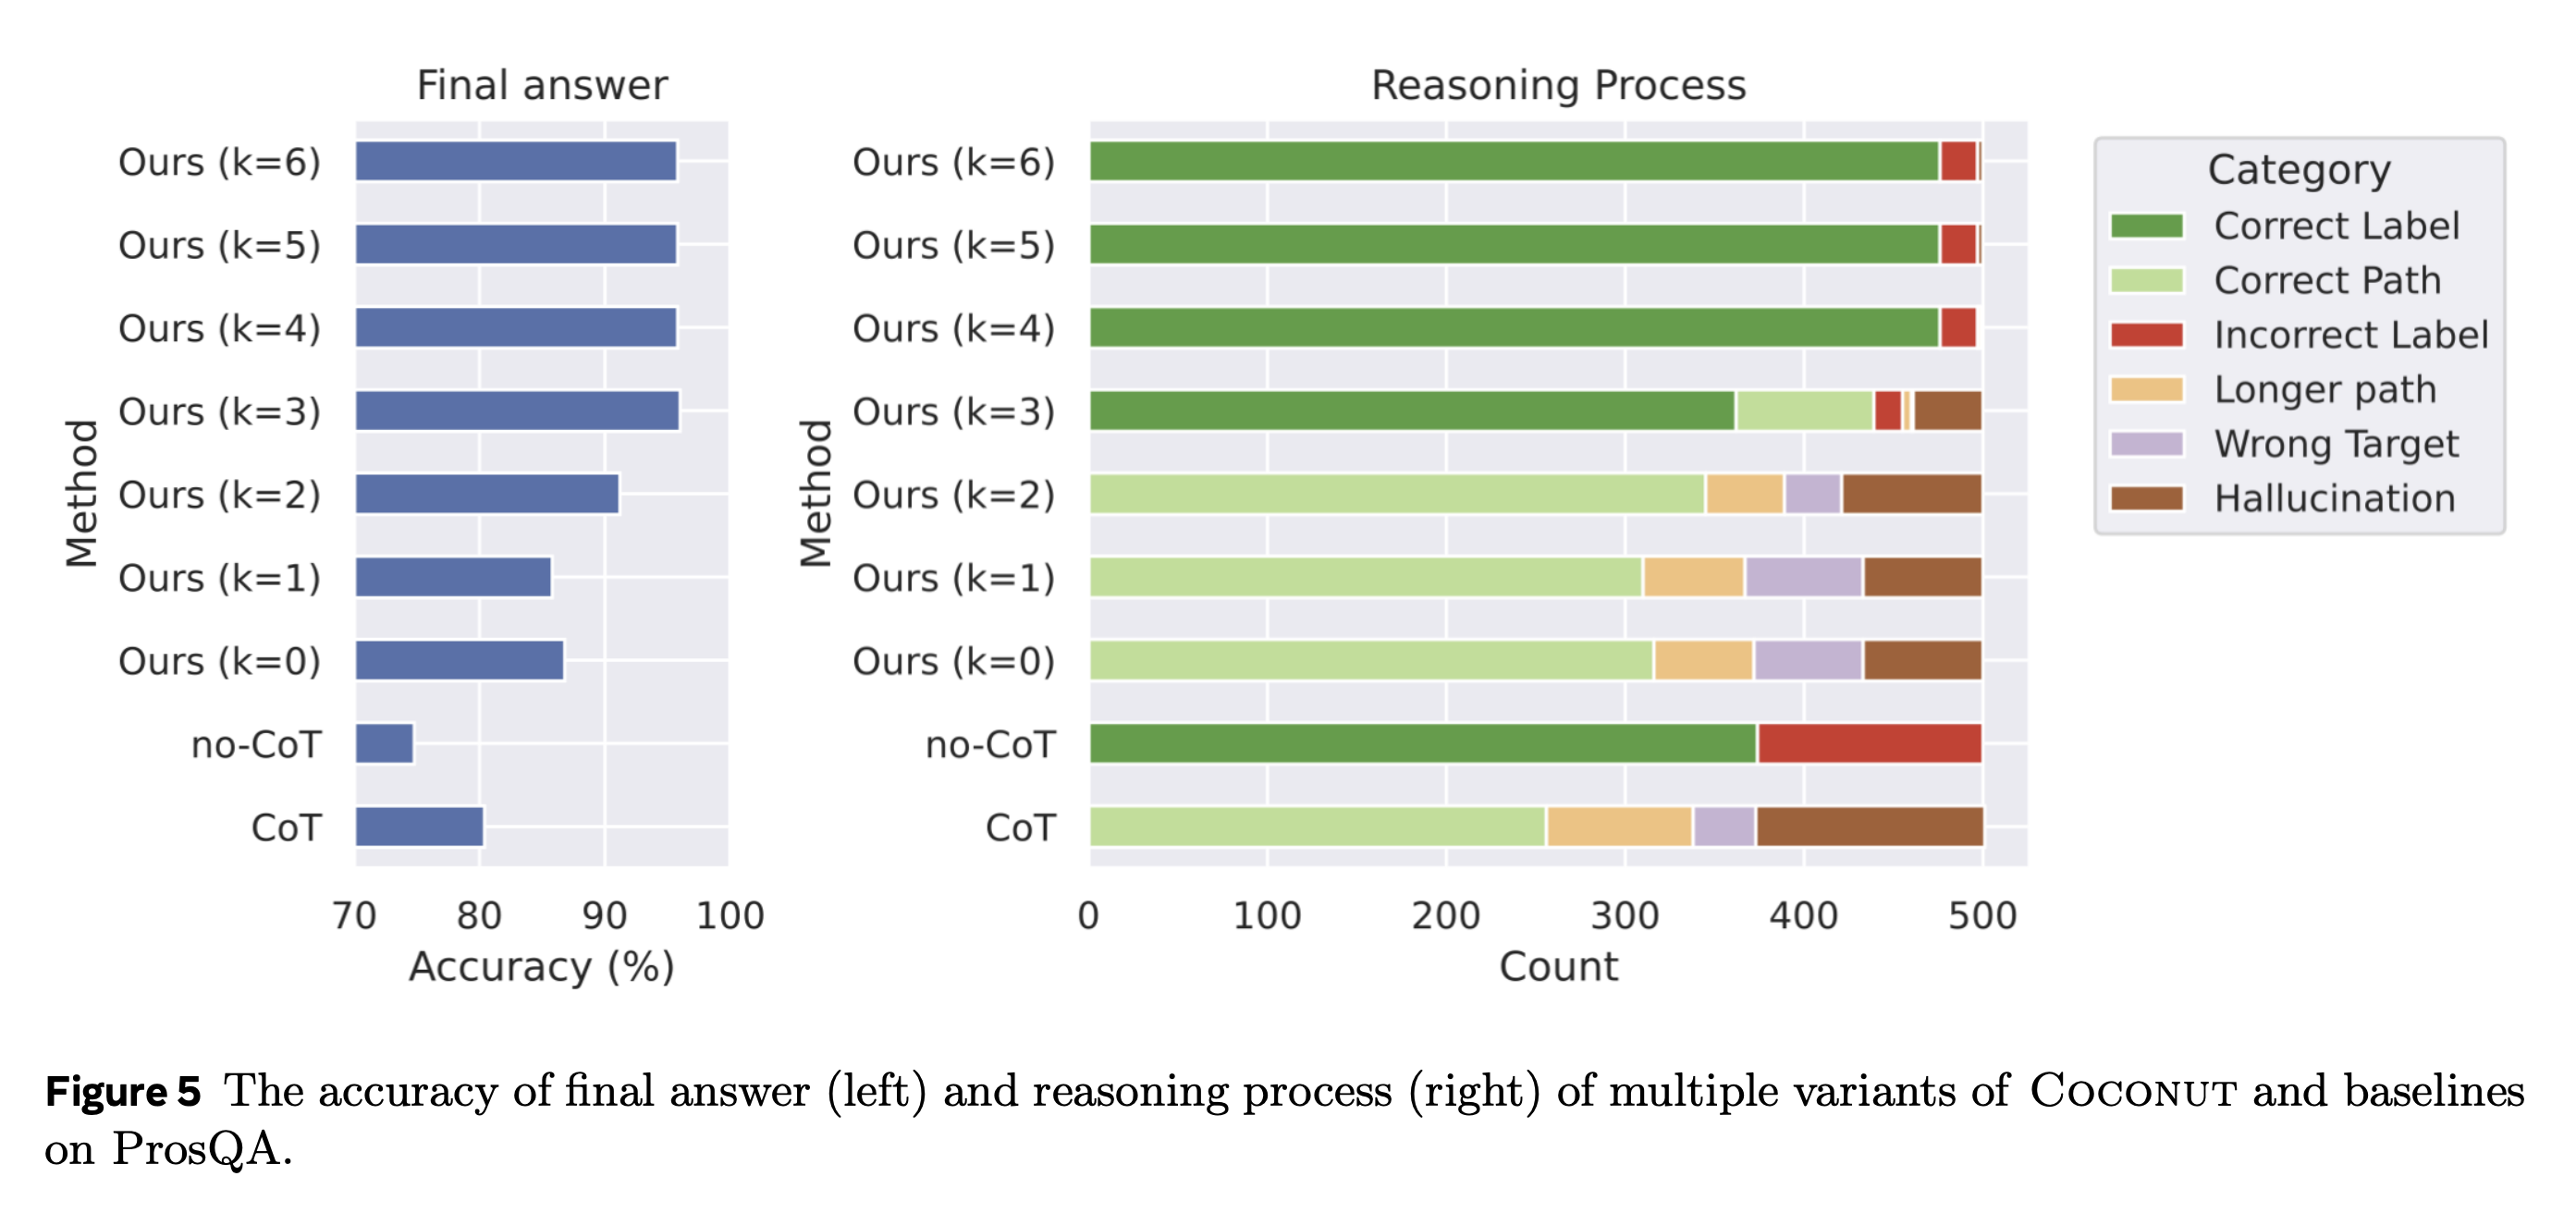 Final answer
Ours (k=6)
Ours (k=5)
Ours (k=4)
Ours (k=3)
Ours (k=2)
Ours (k=1)
Ours (k=0)
no-CoT
CoT
Method
70 80 90 100
Accuracy (%)
Reasoning Process
Ours (k=6)
Ours (k=5)
Ours (k=4)
Ours (k=3)
Ours (k=2)
Ours (k=1)
Ours (k=0)
no-CoT
CoT
Method
0 100 200 300 400 500
Count
Category
Correct Label
Correct Path
Incorrect Label
Longer path
Wrong Target
Hallucination
Figure 5 The accuracy of final answer (left) and reasoning process (right) of multiple variants of COCONUT and baselines
on ProsQA.